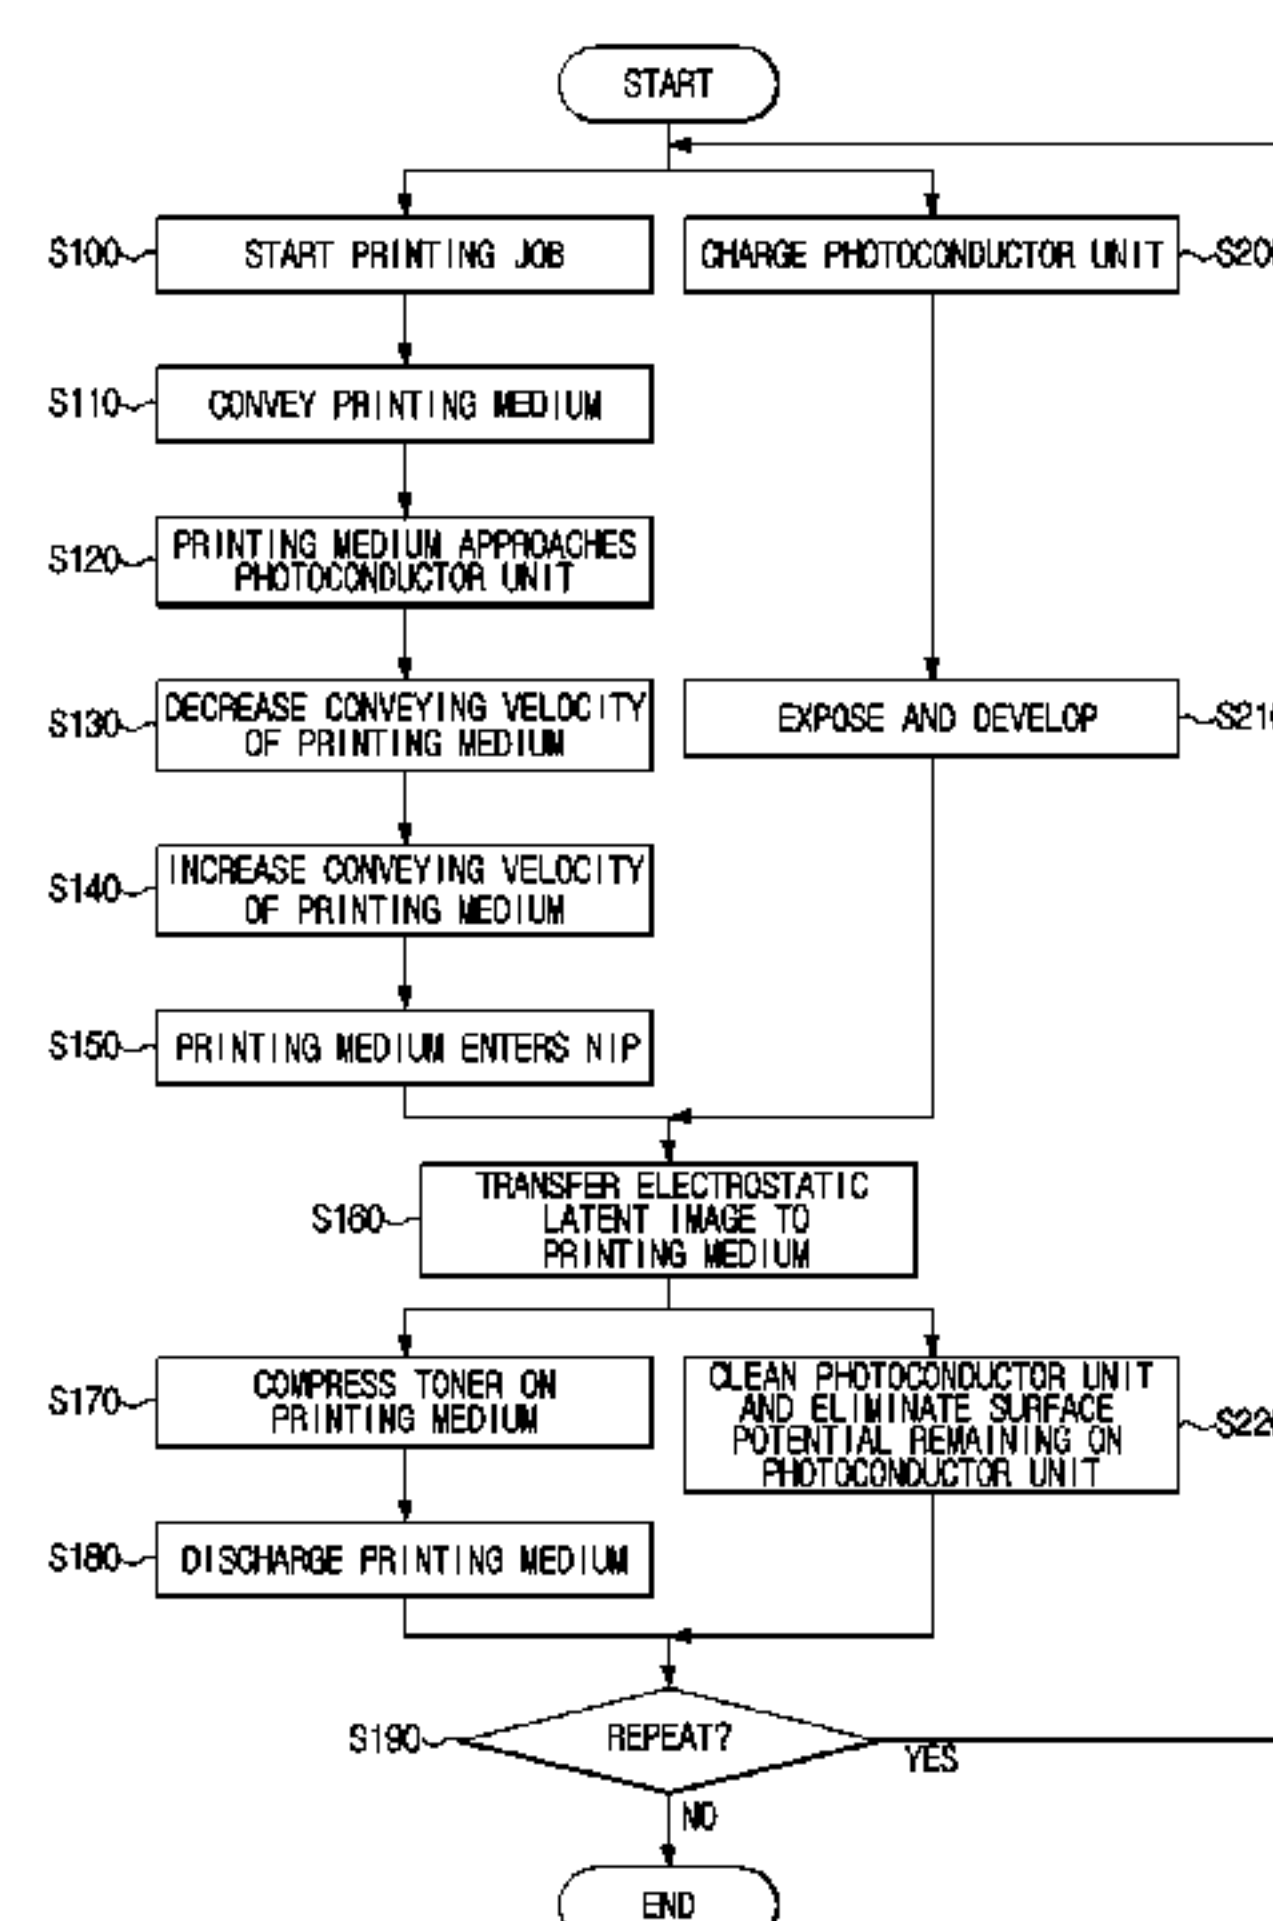 START
S100
START PRINTING JOB
CHARGE PHOTOCONDUCTOR UNIT
S200
S110
CONVEY PRINTING MEDIUM
S120
PRINTING MEDIUM APPROACHES
PHOTOCONDUCTOR UNIT
S130
DECREASE CONVEYING VELOCITY
OF PRINTING MEDIUM
EXPOSE AND DEVELOP
S210
S140
INCREASE CONVEYING VELOCITY
OF PRINTING MEDIUM
S150
PRINTING MEDIUM ENTERS NIP
S160
TRANSFER ELECTROSTATIC
LATENT IMAGE TO
PRINTING MEDIUM
S170
COMPRESS TONER ON
PRINTING MEDIUM
CLEAN PHOTOCONDUCTOR UNIT
AND ELIMINATE SURFACE
POTENTIAL REMAINING ON
PHOTOCONDUCTOR UNIT
S220
S180
DISCHARGE PRINTING MEDIUM
S190
REPEAT?
YES
NO
END